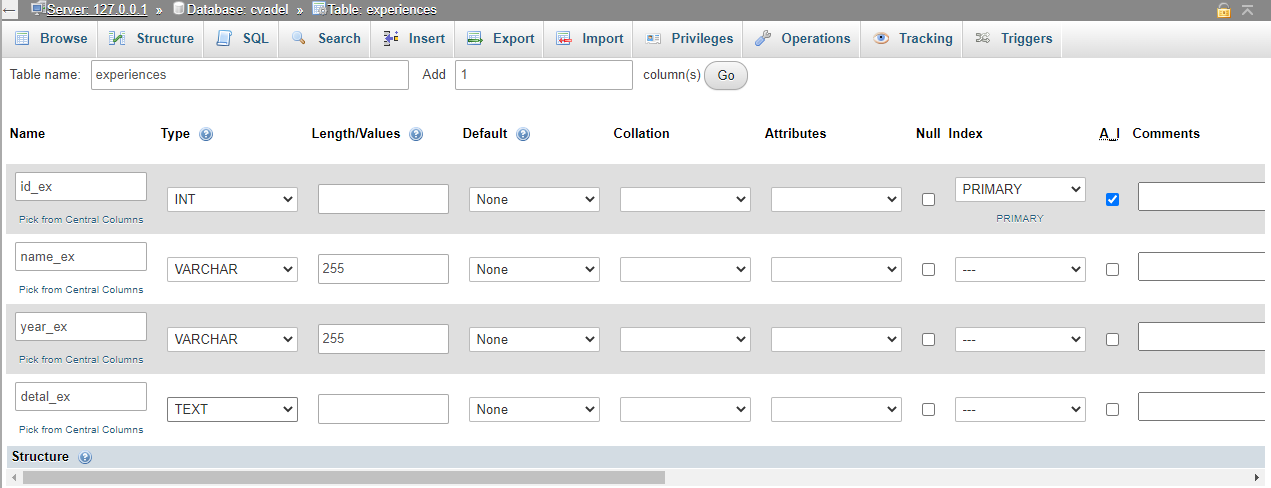 Server: 127.0.0.1 » Database: cvadel » Table: experiences
Browse Structure SQL Search Insert Export Import Privileges Operations Tracking Triggers
Table name: experiences Add 1 column(s) Go
Name Type Length/Values Default Collation Attributes Null Index A_I Comments
id_ex INT None PRIMARY
Pick from Central Columns PRIMARY
name_ex VARCHAR 255 None ---
Pick from Central Columns
year_ex VARCHAR 255 None ---
Pick from Central Columns
detal_ex TEXT None ---
Pick from Central Columns
Structure